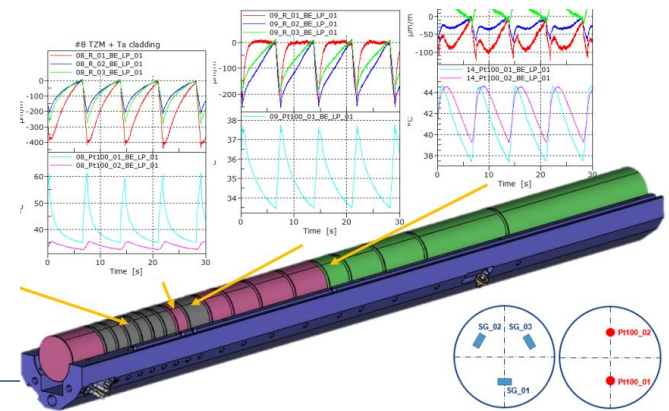 #8 TZM + Ta cladding
08_R_01_BE_LP_01
08_R_02_BE_LP_01
08_R_03_BE_LP_01
0
-100
-200
-300
-400
08_Pt100_01_BE_LP_01
08_Pt100_02_BE_LP_01
60
50
40
0
10
20
30
Time [s]
09_R_01_BE_LP_01
09_R_02_BE_LP_01
09_R_03_BE_LP_01
0
-100
-200
09_Pt100_01_BE_LP_01
38
37
36
35
34
0
10
20
30
Time [s]
µm/m
0
-50
-100
14_Pt100_01_BE_LP_01
14_Pt100_02_BE_LP_01
°C
44
42
40
38
0
10
20
30
Time [s]
SG_02
SG_03
SG_01
Pt100_02
Pt100_01